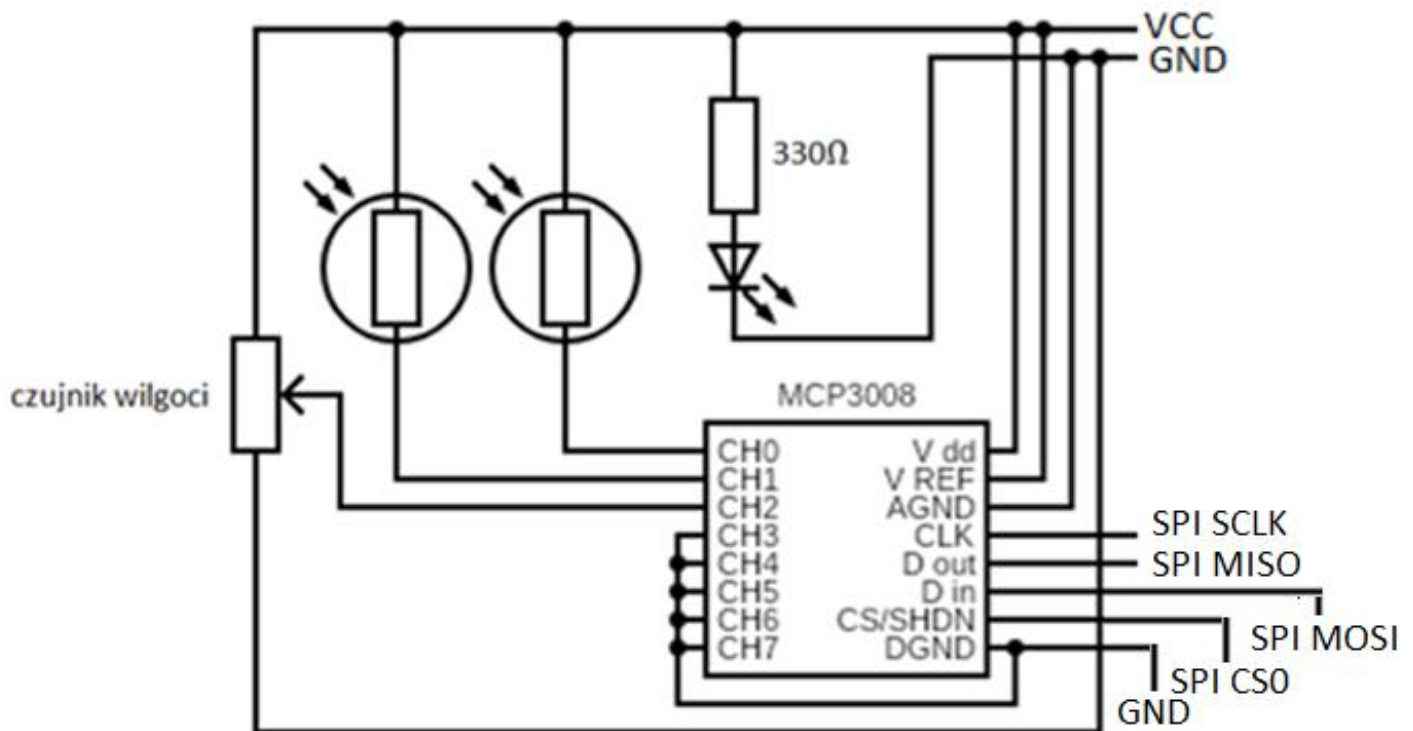 VCC
GND
330Ω
czujnik wilgoci
MCP3008
CH0
CH1
CH2
CH3
CH4
CH5
CH6
CH7
V dd
V REF
AGND
CLK
D out
D in
CS/SHDN
DGND
SPI SCLK
SPI MISO
SPI MOSI
SPI CS0
GND